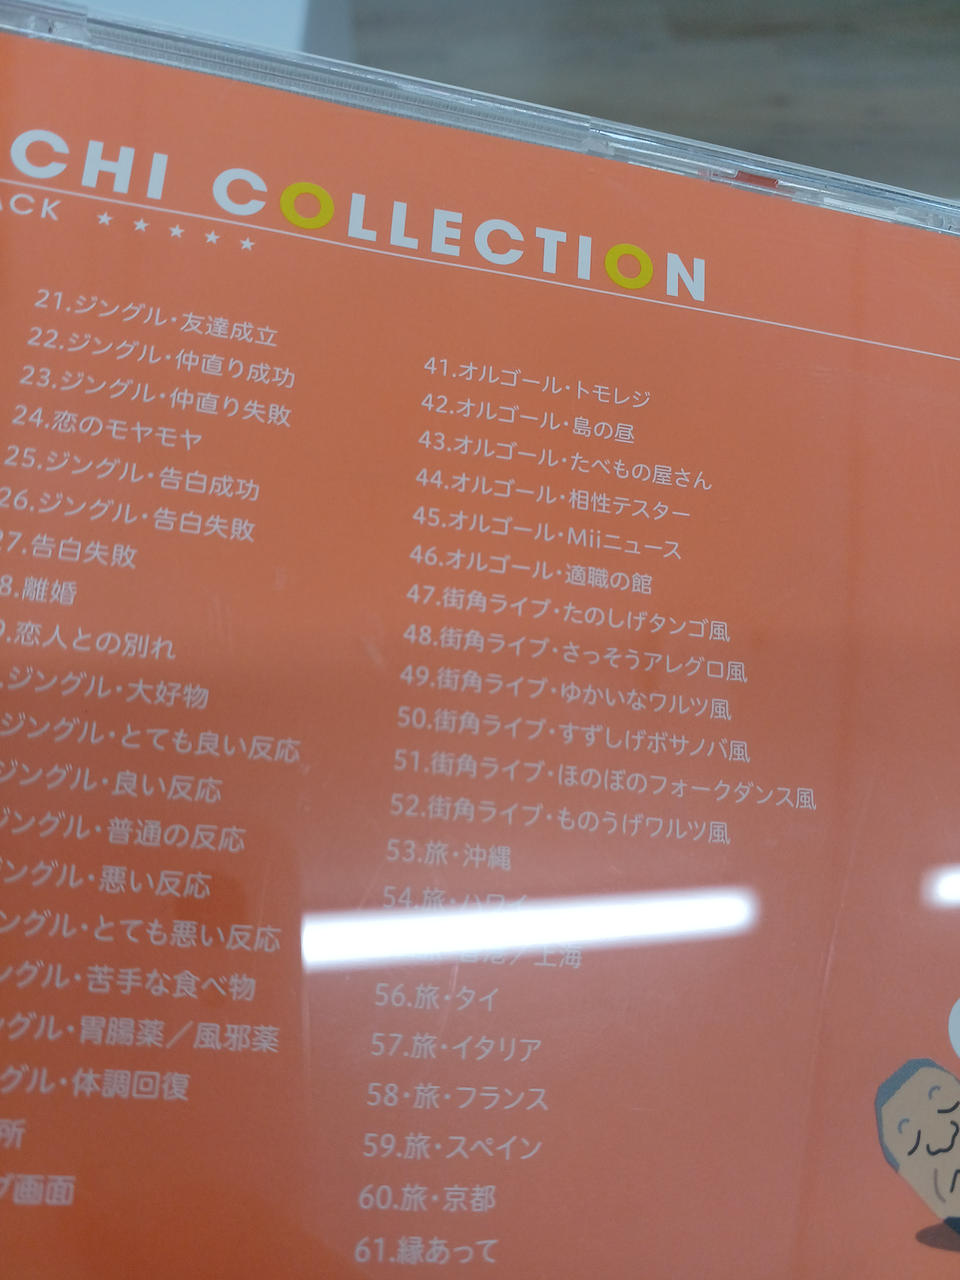 CHI COLLECTION
ACK ★★★★★
21.ジングル・友達成立
22.ジングル・仲直り成功
23.ジングル・仲直り失敗
24.恋のモヤモヤ
25.ジングル・告白成功
26.ジングル・告白失敗
27.告白失敗
8.離婚
9.恋人との別れ
.ジングル・大好物
ジングル・とても良い反応
ジングル・良い反応
ジングル・普通の反応
ジングル・悪い反応
ングル・とても悪い反応
ングル・苦手な食べ物
ングル・胃腸薬／風邪薬
グル・体調回復
所
プ画面
41.オルゴール・トモレジ
42.オルゴール・島の昼
43.オルゴール・たべもの屋さん
44.オルゴール・相性テスター
45.オルゴール・Miiニュース
46.オルゴール・適職の館
47.街角ライブ・たのしげタンゴ風
48.街角ライブ・さっそうアレグロ風
49.街角ライブ・ゆかいなワルツ風
50.街角ライブ・すずしげボサノバ風
51.街角ライブ・ほのぼのフォークダンス風
52.街角ライブ・ものうげワルツ風
53.旅・沖縄
54.旅・ハワイ
／上海
56.旅・タイ
57.旅・イタリア
58・旅・フランス
59.旅・スペイン
60.旅・京都
61.縁あって